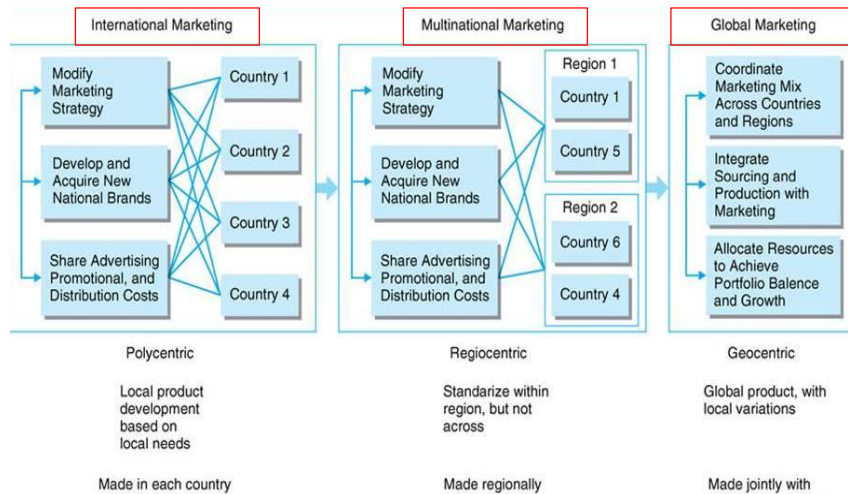 International Marketing
Modify
Marketing
Strategy
Develop and
Acquire New
National Brands
Share Advertising
Promotional, and
Distribution Costs
Country 1
Country 2
Country 3
Country 4
Polycentric
Local product
development
based on
local needs
Made in each country
Multinational Marketing
Modify
Marketing
Strategy
Develop and
Acquire New
National Brands
Share Advertising
Promotional, and
Distribution Costs
Region 1
Country 1
Country 5
Region 2
Country 6
Country 4
Regiocentric
Standarize within
region, but not
across
Made regionally
Global Marketing
Coordinate
Marketing Mix
Across Countries
and Regions
Integrate
Sourcing and
Production with
Marketing
Allocate Resources
to Achieve
Portfolio Balence
and Growth
Geocentric
Global product, with
local variations
Made jointly with